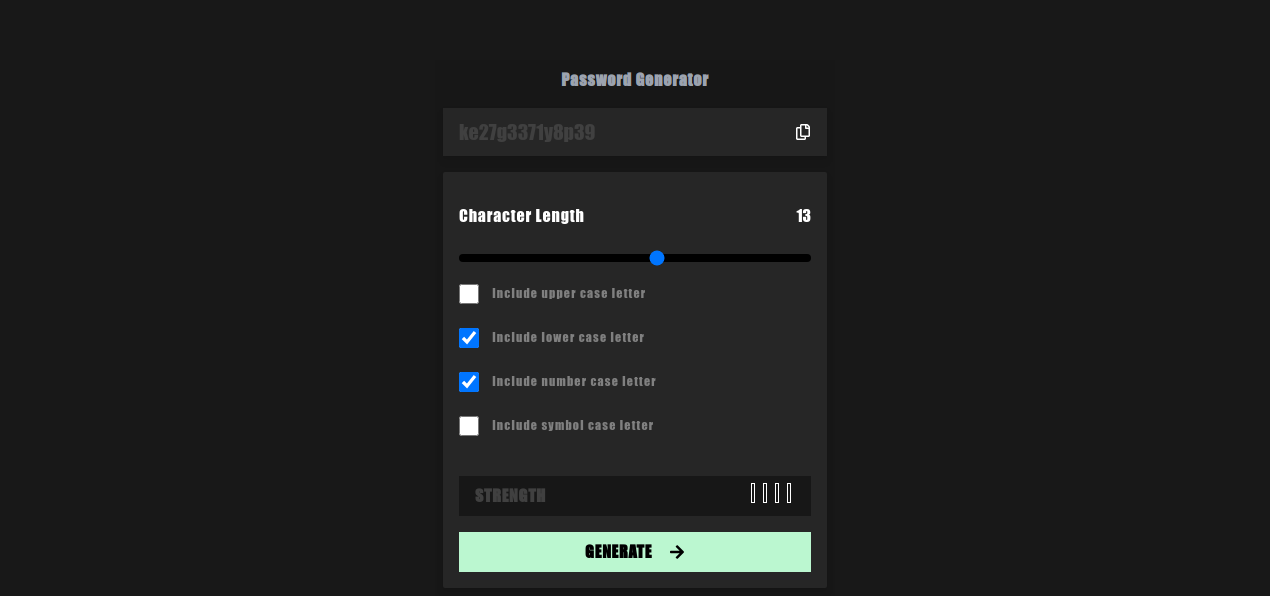 Password Generator
ke27g3371y8p39
Character Length 13
Include upper case letter
Include lower case letter
Include number case letter
Include symbol case letter
STRENGTH
GENERATE